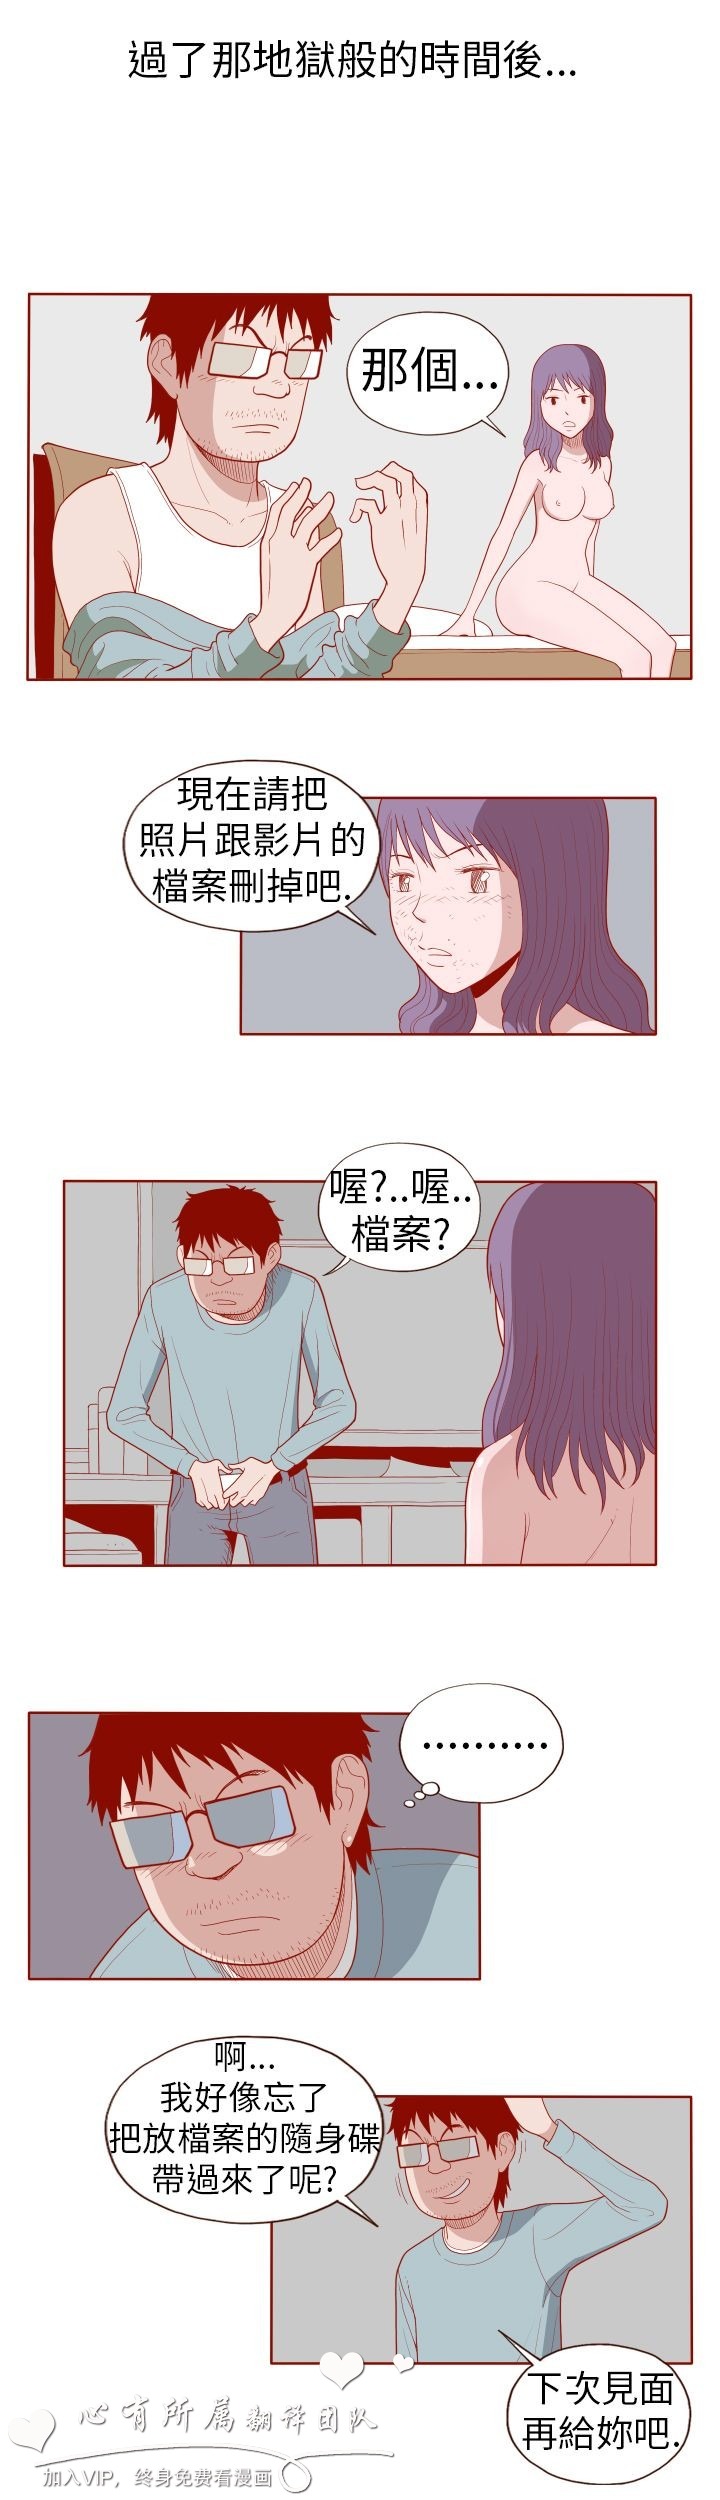 過了那地獄般的時間後...
那個...
現在請把
照片跟影片的
檔案刪掉吧.
喔?..喔..
檔案?
..........
啊...
我好像忘了
把放檔案的隨身碟
帶過來了呢?
下次見面
再給妳吧.
心有所属翻译团队
加入VIP，终身免费看漫画